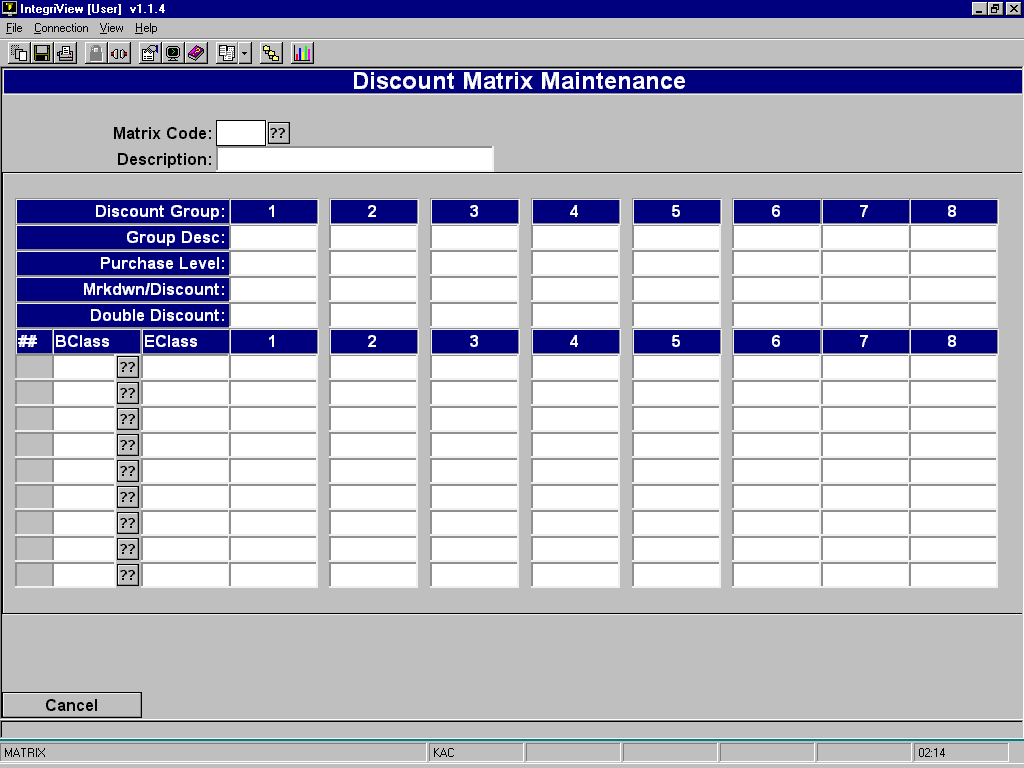 IntegriView [User] v1.1.4
File Connection View Help
Discount Matrix Maintenance
Matrix Code: ??
Description:
Discount Group: 1 2 3 4 5 6 7 8
Group Desc:
Purchase Level:
Mrkdwn/Discount:
Double Discount:
## BClass EClass 1 2 3 4 5 6 7 8
??
??
??
??
??
??
??
??
??
Cancel
MATRIX KAC 02:14